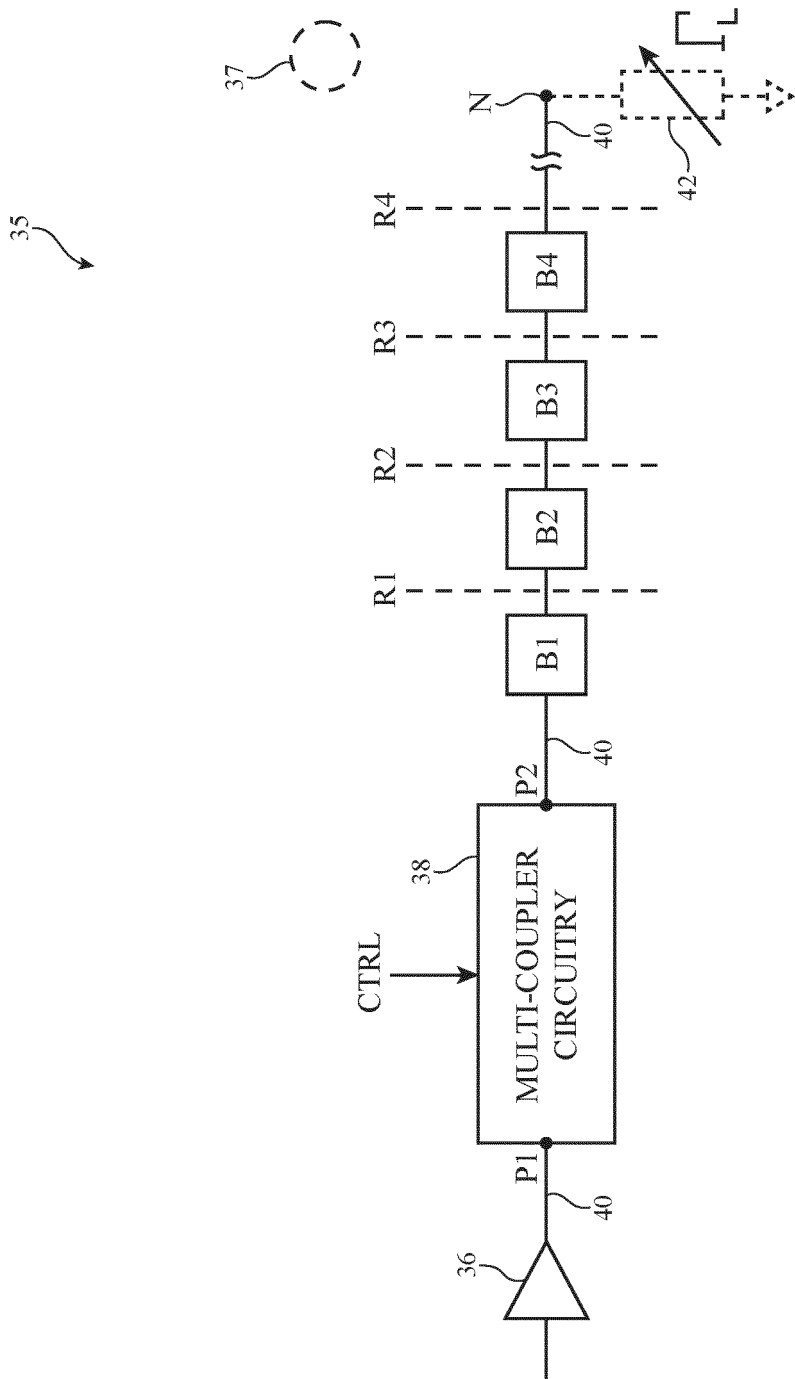 35
37
CTRL
R1 R2 R3 R4
38
36
N
P1
P2
MULTI-COUPLER
CIRCUITRY
B1 B2 B3 B4
40
40
40
42
Γ_L